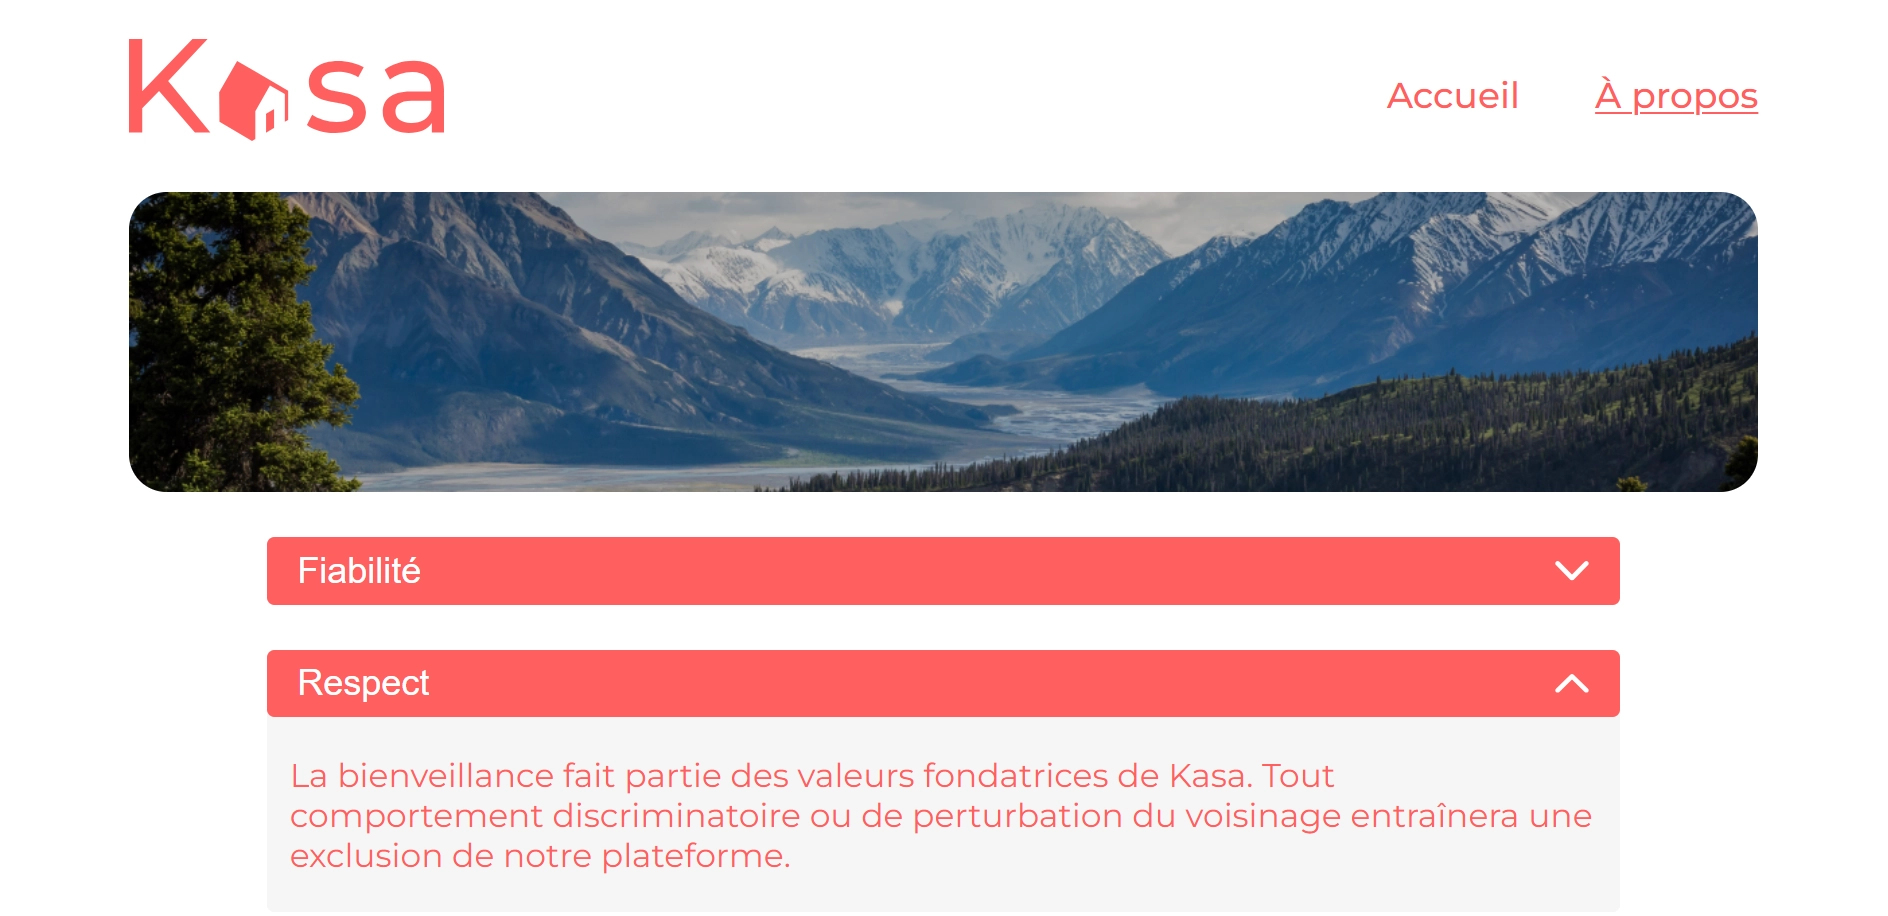 Kasa
Accueil
À propos
Fiabilité
Respect
La bienveillance fait partie des valeurs fondatrices de Kasa. Tout
comportement discriminatoire ou de perturbation du voisinage entraînera une
exclusion de notre plateforme.